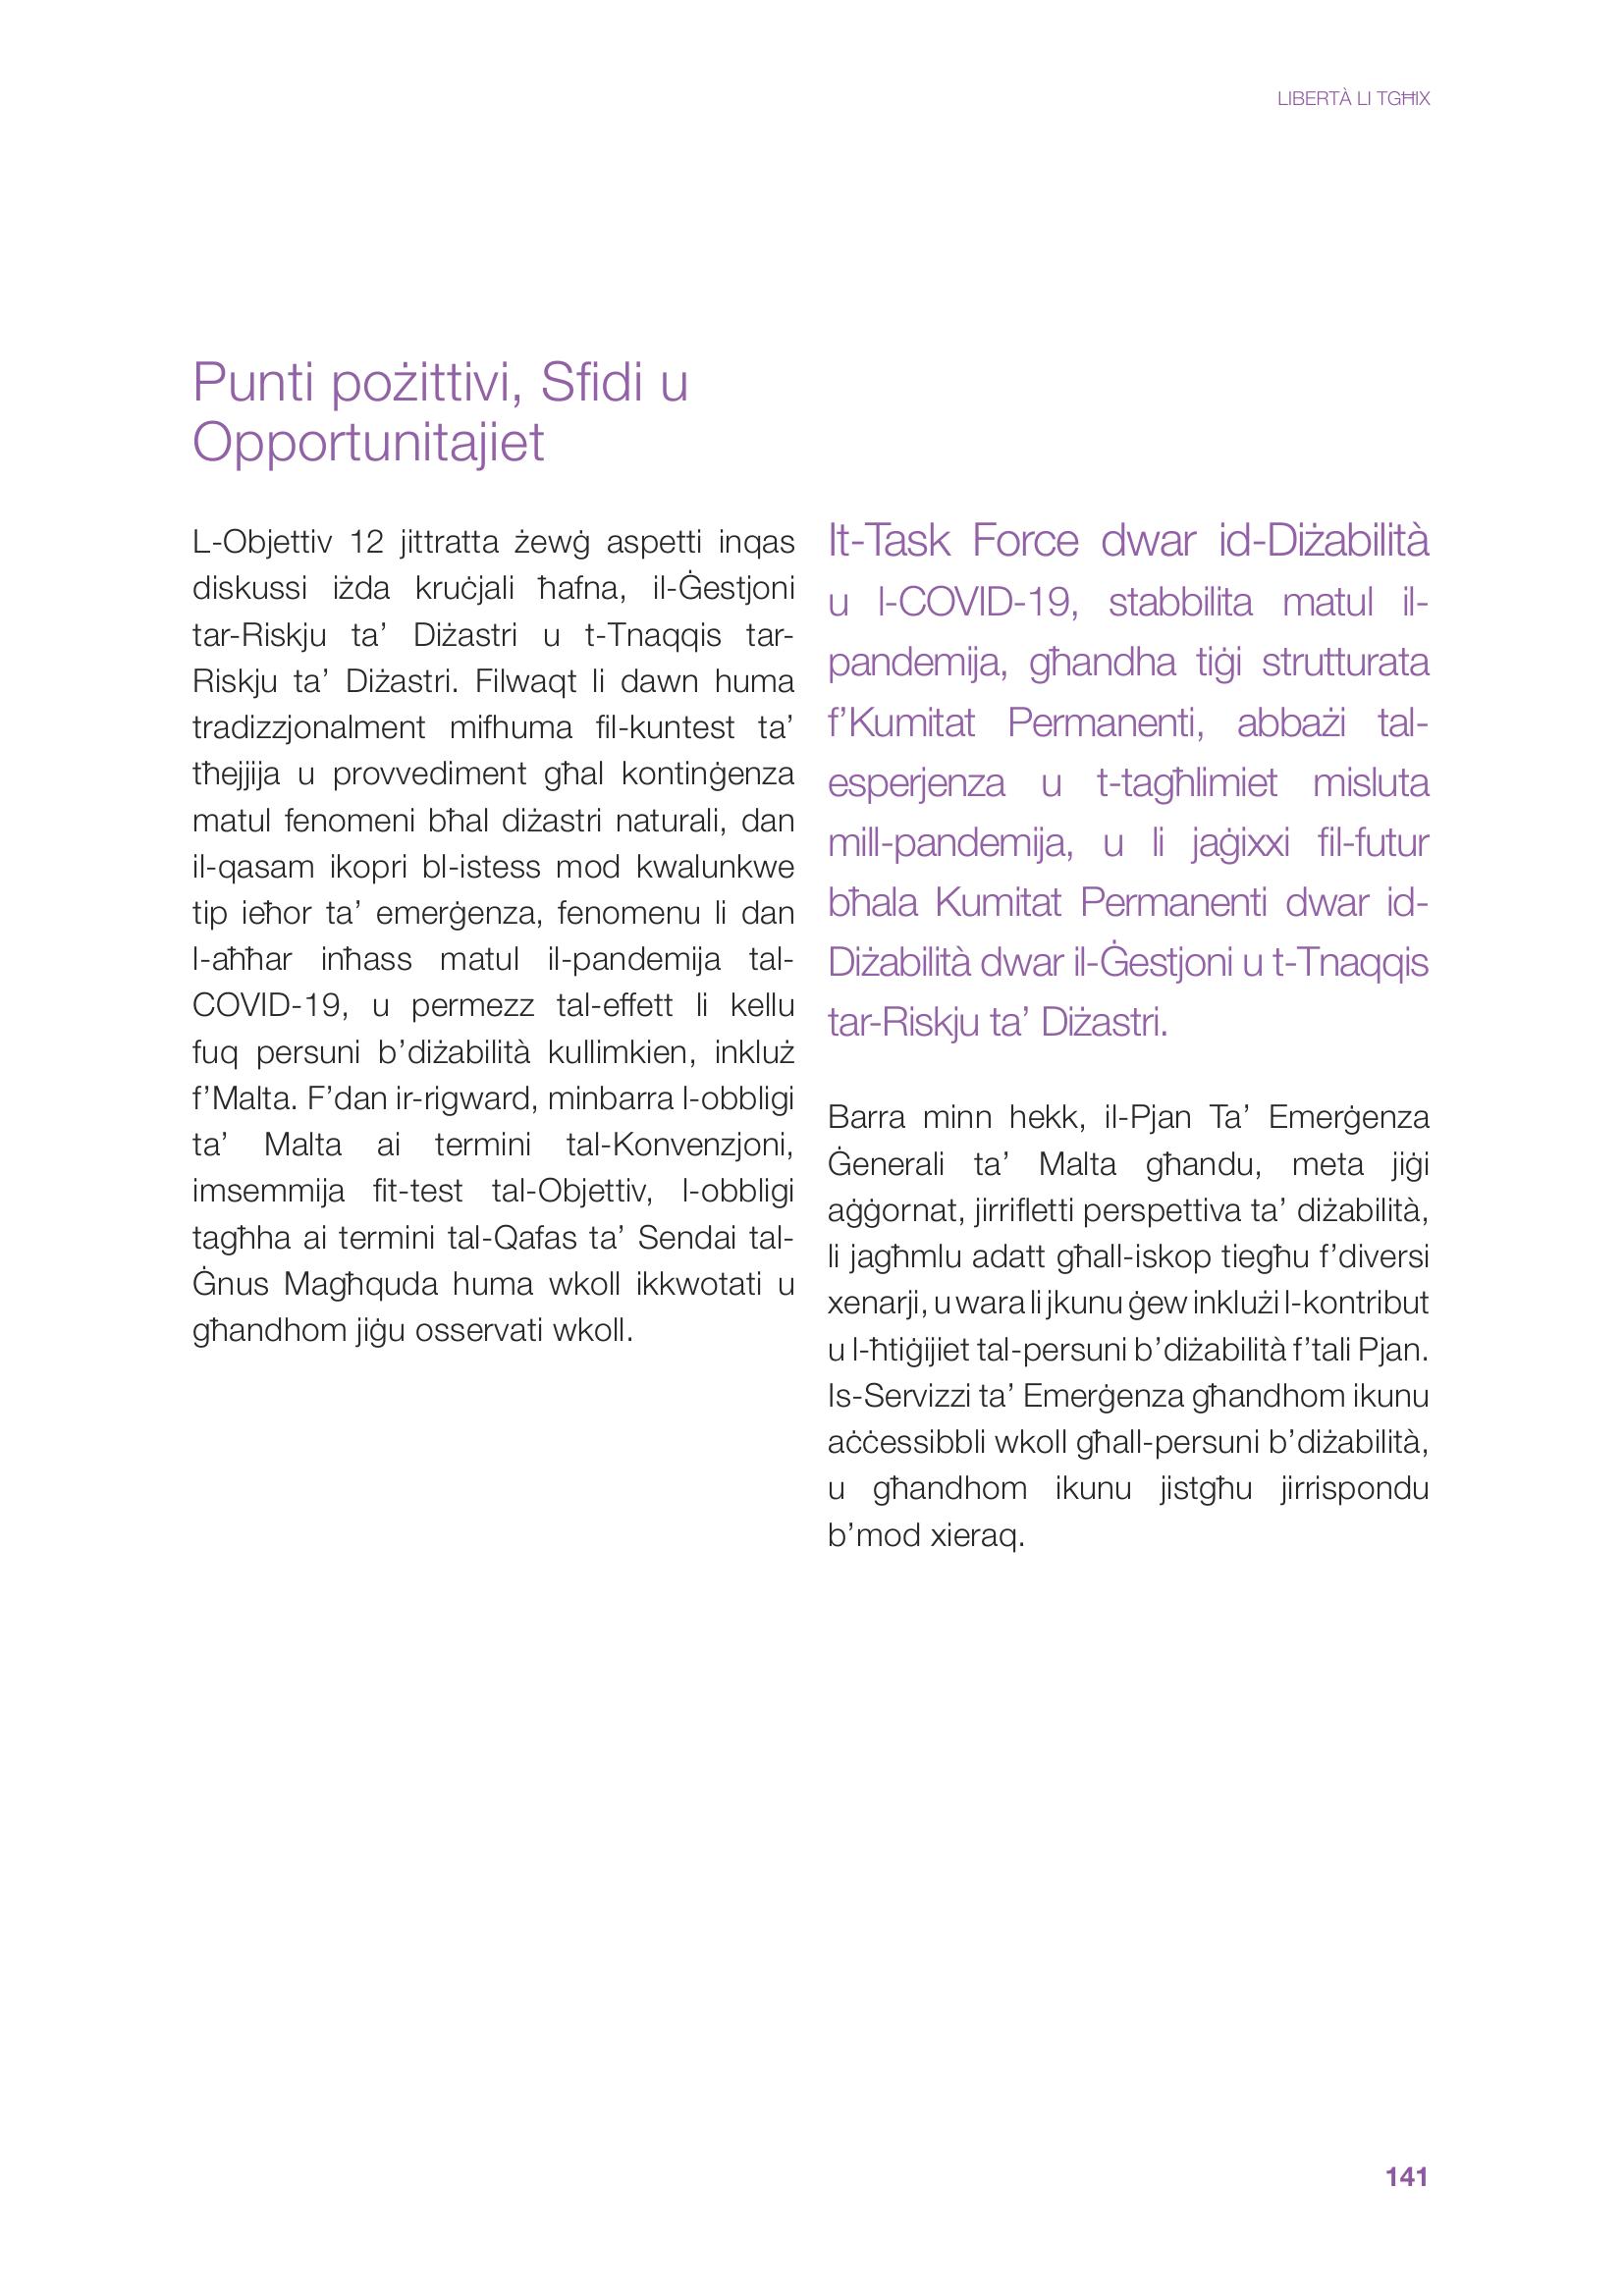 LIBERTÀ LI TGĦIX
Punti pożittivi, Sfidi u
Opportunitajiet
L-Objettiv 12 jittratta żewġ aspetti inqas
diskussi iżda kruċjali ħafna, il-Ġestjoni
tar-Riskju ta’ Diżastri u t-Tnaqqis tar-
Riskju ta’ Diżastri. Filwaqt li dawn huma
tradizzjonalment mifhuma fil-kuntest ta’
tħejjija u provvediment għal kontinġenza
matul fenomeni bħal diżastri naturali, dan
il-qasam ikopri bl-istess mod kwalunkwe
tip ieħor ta’ emerġenza, fenomenu li dan
l-aħħar inħass matul il-pandemija tal-
COVID-19, u permezz tal-effett li kellu
fuq persuni b’diżabilità kullimkien, inkluż
f’Malta. F’dan ir-rigward, minbarra l-obbligi
ta’ Malta ai termini tal-Konvenzjoni,
imsemmija fit-test tal-Objettiv, l-obbligi
tagħha ai termini tal-Qafas ta’ Sendai tal-
Ġnus Magħquda huma wkoll ikkwotati u
għandhom jiġu osservati wkoll.
It-Task Force dwar id-Diżabilità
u l-COVID-19, stabbilita matul il-
pandemija, għandha tiġi strutturata
f’Kumitat Permanenti, abbażi tal-
esperjenza u t-tagħlimiet misluta
mill-pandemija, u li jaġixxi fil-futur
bħala Kumitat Permanenti dwar id-
Diżabilità dwar il-Ġestjoni u t-Tnaqqis
tar-Riskju ta’ Diżastri.
Barra minn hekk, il-Pjan Ta’ Emerġenza
Ġenerali ta’ Malta għandu, meta jiġi
aġġornat, jirrifletti perspettiva ta’ diżabilità,
li jagħmlu adatt għall-iskop tiegħu f’diversi
xenarji, u wara li jkunu ġew inklużi l-kontribut
u l-ħtiġijiet tal-persuni b’diżabilità f’tali Pjan.
Is-Servizzi ta’ Emerġenza għandhom ikunu
aċċessibbli wkoll għall-persuni b’diżabilità,
u għandhom ikunu jistgħu jirrispondu
b’mod xieraq.
141